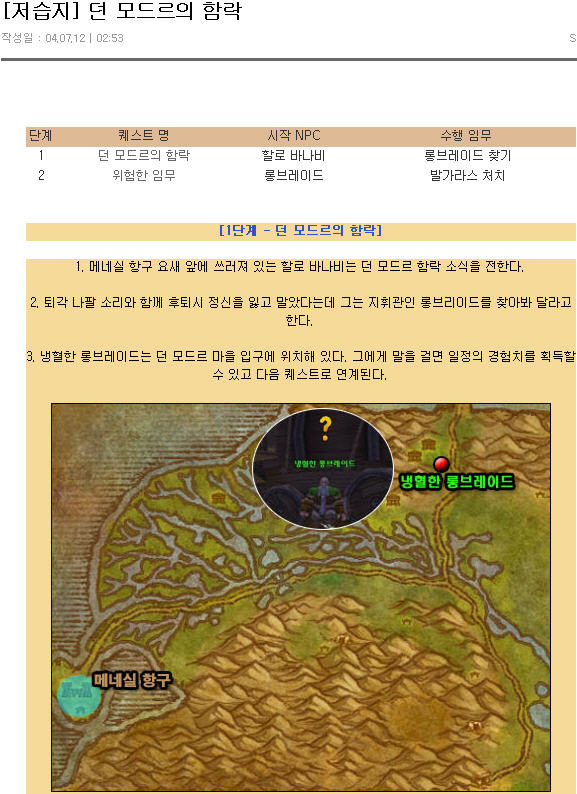 [저습지] 던 모드르의 함락
작성일 : 04.07.12 | 02:53
S
단계 퀘스트 명 시작 NPC 수행 임무
1 던 모드르의 함락 할로 바나비 롱브레이드 찾기
2 위험한 임무 롱브레이드 발가라스 처치
[1단계 - 던 모드르의 함락]
1. 메네실 항구 요새 앞에 쓰러져 있는 할로 바나비는 던 모드르 함락 소식을 전한다.
2. 퇴각 나팔 소리와 함께 후퇴시 정신을 잃고 말았다는데 그는 지휘관인 롱브리이드를 찾아봐 달라고
한다.
3. 냉혈한 롱브레이드는 던 모드르 마을 입구에 위치해 있다. 그에게 말을 걸면 일정의 경험치를 획득할
수 있고 다음 퀘스트로 연계된다.
?
냉혈한 롱브레이드
냉혈한 롱브레이드
메네실 항구